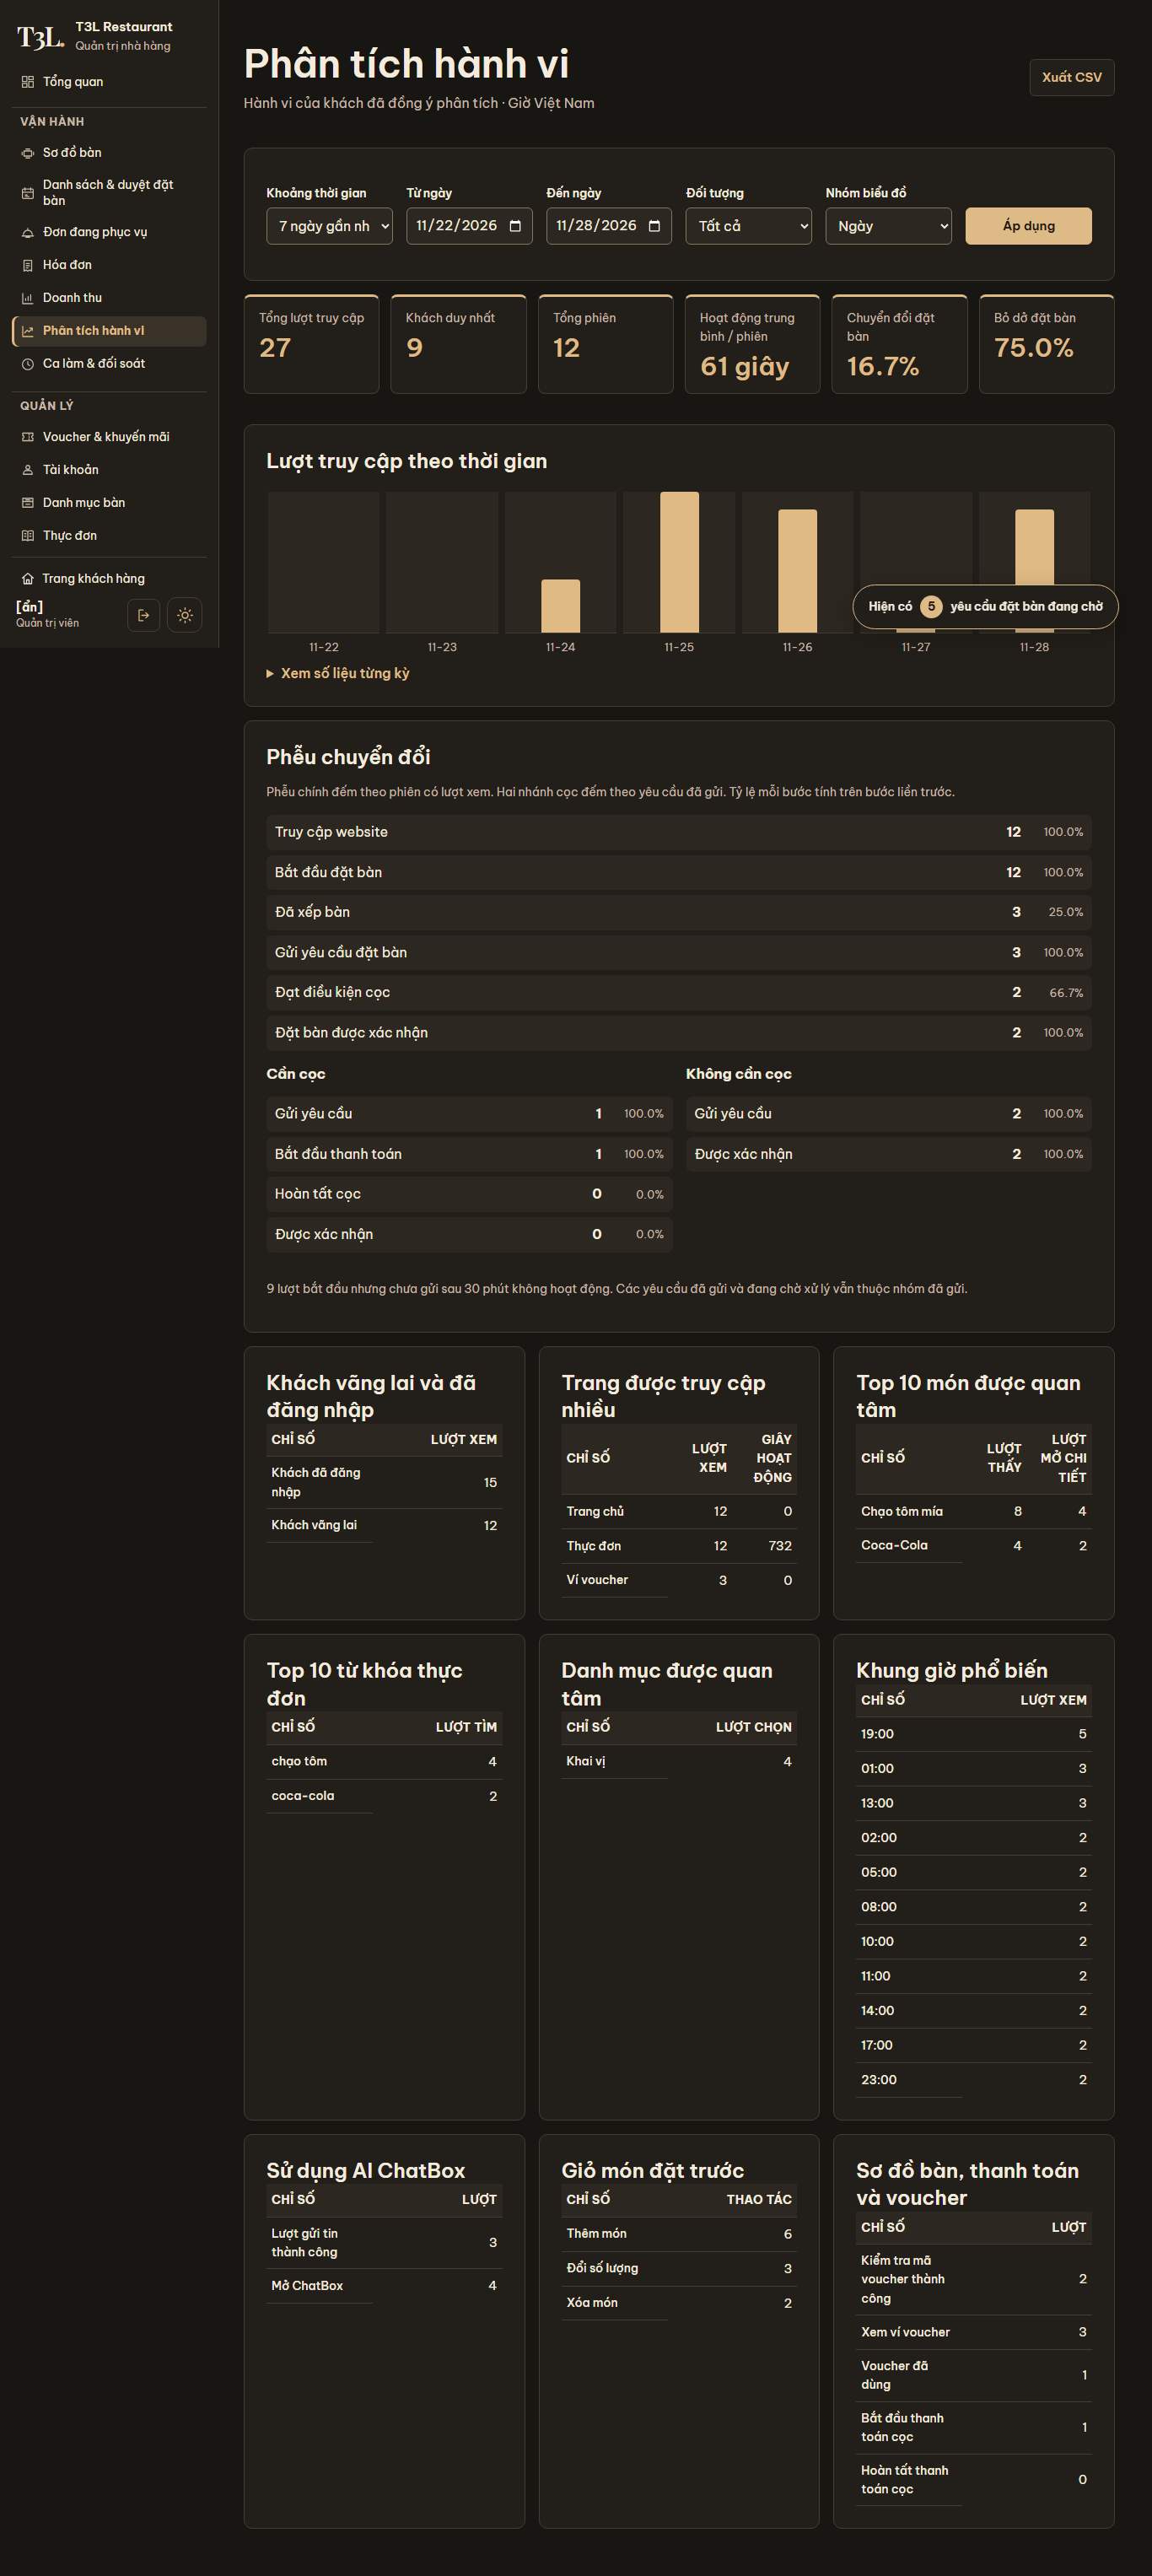 T3L.
T3L Restaurant
Quản trị nhà hàng
Tổng quan
VẬN HÀNH
Sơ đồ bàn
Danh sách & duyệt đặt
bàn
Đơn đang phục vụ
Hóa đơn
Doanh thu
Phân tích hành vi
Ca làm & đối soát
QUẢN LÝ
Voucher & khuyến mãi
Tài khoản
Danh mục bàn
Thực đơn
Trang khách hàng
[ẩn]
Quản trị viên
Phân tích hành vi
Hành vi của khách đã đồng ý phân tích · Giờ Việt Nam
Xuất CSV
Khoảng thời gian
7 ngày gần nh
Từ ngày
11/22/2026
Đến ngày
11/28/2026
Đối tượng
Tất cả
Nhóm biểu đồ
Ngày
Áp dụng
Tổng lượt truy cập
27
Khách duy nhất
9
Tổng phiên
12
Hoạt động trung
bình / phiên
61 giây
Chuyển đổi đặt
bàn
16.7%
Bỏ dở đặt bàn
75.0%
Lượt truy cập theo thời gian
11-22 11-23 11-24 11-25 11-26 11-27 11-28
Hiện có 5 yêu cầu đặt bàn đang chờ
Xem số liệu từng kỳ
Phễu chuyển đổi
Phễu chính đếm theo phiên có lượt xem. Hai nhánh cọc đếm theo yêu cầu đã gửi. Tỷ lệ mỗi bước tính trên bước liền trước.
Truy cập website 12 100.0%
Bắt đầu đặt bàn 12 100.0%
Đã xếp bàn 3 25.0%
Gửi yêu cầu đặt bàn 3 100.0%
Đạt điều kiện cọc 2 66.7%
Đặt bàn được xác nhận 2 100.0%
Cần cọc
Gửi yêu cầu 1 100.0%
Bắt đầu thanh toán 1 100.0%
Hoàn tất cọc 0 0.0%
Được xác nhận 0 0.0%
Không cần cọc
Gửi yêu cầu 2 100.0%
Được xác nhận 2 100.0%
9 lượt bắt đầu nhưng chưa gửi sau 30 phút không hoạt động. Các yêu cầu đã gửi và đang chờ xử lý vẫn thuộc nhóm đã gửi.
Khách vãng lai và đã
đăng nhập
CHỈ SỐ LƯỢT XEM
Khách đã đăng
nhập 15
Khách vãng lai 12
Trang được truy cập
nhiều
CHỈ SỐ LƯỢT XEM GIÂY HOẠT ĐỘNG
Trang chủ 12 0
Thực đơn 12 732
Ví voucher 3 0
Top 10 món được quan
tâm
CHỈ SỐ LƯỢT THẤY LƯỢT MỞ CHI TIẾT
Chạo tôm mía 8 4
Coca-Cola 4 2
Top 10 từ khóa thực
đơn
CHỈ SỐ LƯỢT TÌM
chạo tôm 4
coca-cola 2
Danh mục được quan
tâm
CHỈ SỐ LƯỢT CHỌN
Khai vị 4
Khung giờ phổ biến
CHỈ SỐ LƯỢT XEM
19:00 5
01:00 3
13:00 3
02:00 2
05:00 2
08:00 2
10:00 2
11:00 2
14:00 2
17:00 2
23:00 2
Sử dụng AI ChatBox
CHỈ SỐ LƯỢT
Lượt gửi tin
thành công 3
Mở ChatBox 4
Giỏ món đặt trước
CHỈ SỐ THAO TÁC
Thêm món 6
Đổi số lượng 3
Xóa món 2
Sơ đồ bàn, thanh toán
và voucher
CHỈ SỐ LƯỢT
Kiểm tra mã
voucher thành
công 2
Xem ví voucher 3
Voucher đã
dùng 1
Bắt đầu thanh
toán cọc 1
Hoàn tất thanh
toán cọc 0